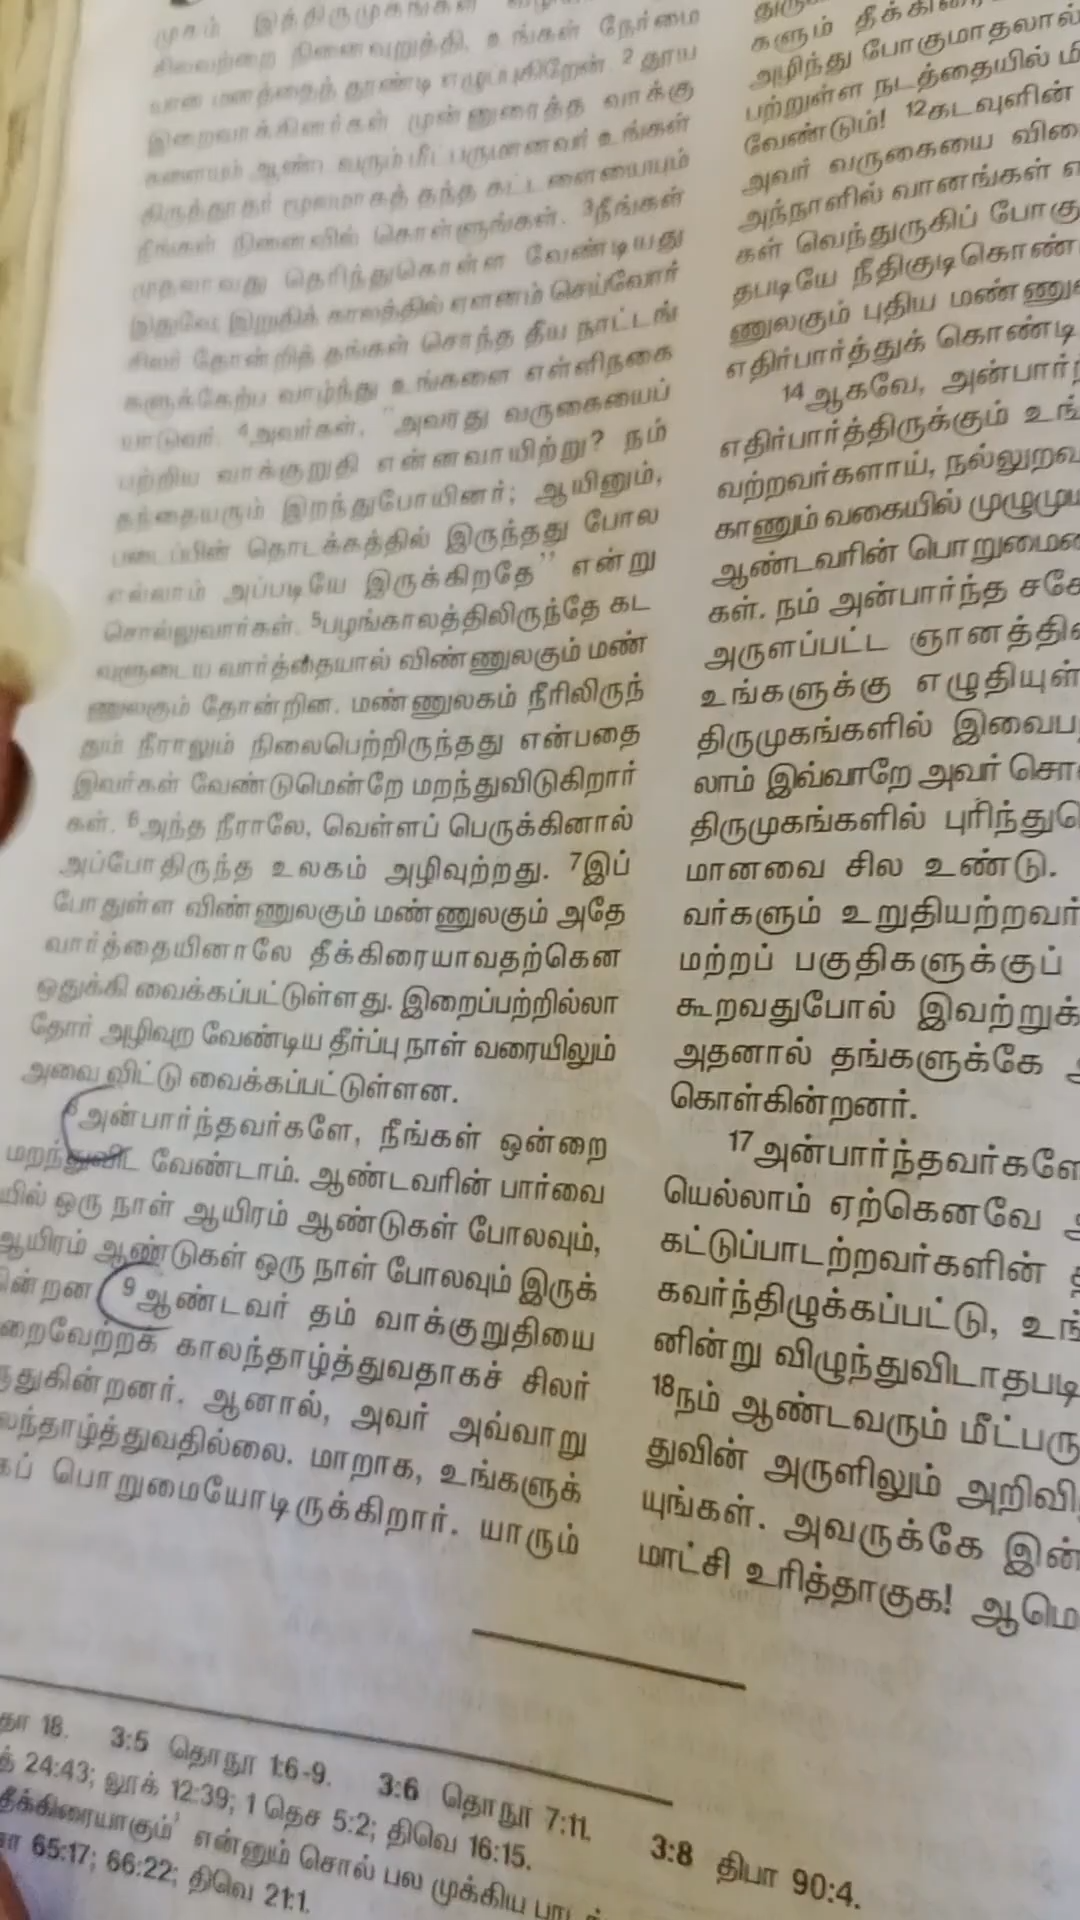 முகம் இத்திருமுகங்கள்
சிலவற்றை நினைவுறுத்தி, உங்கள் நேர்மை
யான மனத்தைத் தூண்டி எழுப்புகிறேன். 2 தூய
இறைவாக்கினர்கள் முன்னுரைத்த வாக்கு
களையும் ஆண்டவரும் மீட்பருமானவர் உங்கள்
திருத்தூதர் மூலமாகத் தந்த கட்டளையையும்
நீங்கள் நினைவில் கொள்ளுங்கள். 3நீங்கள்
முதலாவது தெரிந்துகொள்ள வேண்டியது
இதுவே: இறுதிக் காலத்தில் ஏளனம் செய்வோர்
சிலர் தோன்றித் தங்கள் சொந்த தீய நாட்டங்
களுக்கேற்ப வாழ்ந்து உங்களை எள்ளிநகை
யாடுவர். 4அவர்கள், "அவரது வருகையைப்
பற்றிய வாக்குறுதி என்னவாயிற்று? நம்
தந்தையரும் இறந்துபோயினர்; ஆயினும்,
படைப்பின் தொடக்கத்தில் இருந்தது போல
எல்லாம் அப்படியே இருக்கிறதே" என்று
சொல்லுவார்கள். 5பழங்காலத்திலிருந்தே கட
வுளுடைய வார்த்தையால் விண்ணுலகும் மண்
ணுலகும் தோன்றின. மண்ணுலகம் நீரிலிருந்
தும் நீராலும் நிலைபெற்றிருந்தது என்பதை
இவர்கள் வேண்டுமென்றே மறந்துவிடுகிறார்
கள். 6அந்த நீராலே, வெள்ளப் பெருக்கினால்
அப்போதிருந்த உலகம் அழிவுற்றது. 7இப்
போதுள்ள விண்ணுலகும் மண்ணுலகும் அதே
வார்த்தையினாலே தீக்கிரையாவதற்கென
ஒதுக்கி வைக்கப்பட்டுள்ளது. இறைப்பற்றில்லா
தோர் அழிவுற வேண்டிய தீர்ப்பு நாள் வரையிலும்
அவை விட்டு வைக்கப்பட்டுள்ளன.
8அன்பார்ந்தவர்களே, நீங்கள் ஒன்றை
மறந்துவிட வேண்டாம். ஆண்டவரின் பார்வை
யில் ஒரு நாள் ஆயிரம் ஆண்டுகள் போலவும்,
ஆயிரம் ஆண்டுகள் ஒரு நாள் போலவும் இருக்
கின்றன 9ஆண்டவர் தம் வாக்குறுதியை
றைவேற்றக் காலந்தாழ்த்துவதாகச் சிலர்
துகின்றனர். ஆனால், அவர் அவ்வாறு
லந்தாழ்த்துவதில்லை. மாறாக, உங்களுக்
கப் பொறுமையோடிருக்கிறார். யாரும்
களும் தீக்கிரை
அழிந்து போகுமாதலால்
பற்றுள்ள நடத்தையில் மி
வேண்டும்! 12கடவுளின்
அவர் வருகையை விரை
அந்நாளில் வானங்கள் எ
கள் வெந்துருகிப் போகு
தபடியே நீதிகுடிகொண்
ணுலகும் புதிய மண்ணு
எதிர்பார்த்துக் கொண்டி
14 ஆகவே, அன்பார்ந்
எதிர்பார்த்திருக்கும் உங்
வற்றவர்களாய், நல்லுறவு
காணும் வகையில் முழுமு
ஆண்டவரின் பொறுமை
கள். நம் அன்பார்ந்த சகோ
அருளப்பட்ட ஞானத்தின்
உங்களுக்கு எழுதியுள்
திருமுகங்களில் இவைப
லாம் இவ்வாறே அவர் சொ
திருமுகங்களில் புரிந்து
மானவை சில உண்டு.
வர்களும் உறுதியற்றவர்
மற்றப் பகுதிகளுக்குப்
கூறவதுபோல் இவற்றுக்
அதனால் தங்களுக்கே
கொள்கின்றனர்.
17 அன்பார்ந்தவர்களே
யெல்லாம் ஏற்கெனவே
கட்டுப்பாடற்றவர்களின்
கவர்ந்திழுக்கப்பட்டு, உங்
னின்று விழுந்துவிடாதபடி
18நம் ஆண்டவரும் மீட்பரு
துவின் அருளிலும் அறிவி
யுங்கள். அவருக்கே இன்
மாட்சி உரித்தாகுக! ஆமெ
தா 18. 3:5 தொநூ 1:6-9. 3:6 தொநூ 7:11. 3:8 திபா 90:4.
த் 24:43; லூக் 12:39; 1 தெச 5:2; திவெ 16:15.
தீக்கிரையாகும்' என்னும் சொல் பல முக்கிய
சா 65:17; 66:22; திவெ 21:1.